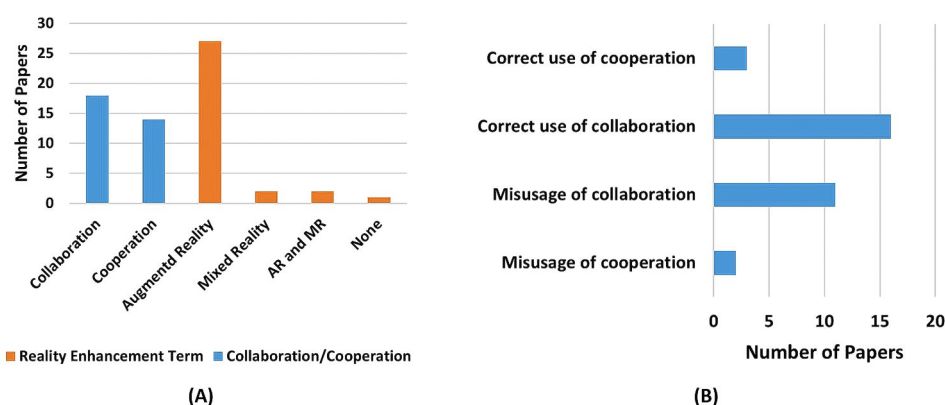 30
25
20
15
10
5
0
Number of Papers
Collaboration
Cooperation
Augmentd Reality
Mixed Reality
AR and MR
None
Reality Enhancement Term
Collaboration/Cooperation
(A)
Correct use of cooperation
Correct use of collaboration
Misusage of collaboration
Misusage of cooperation
0 5 10 15 20
Number of Papers
(B)